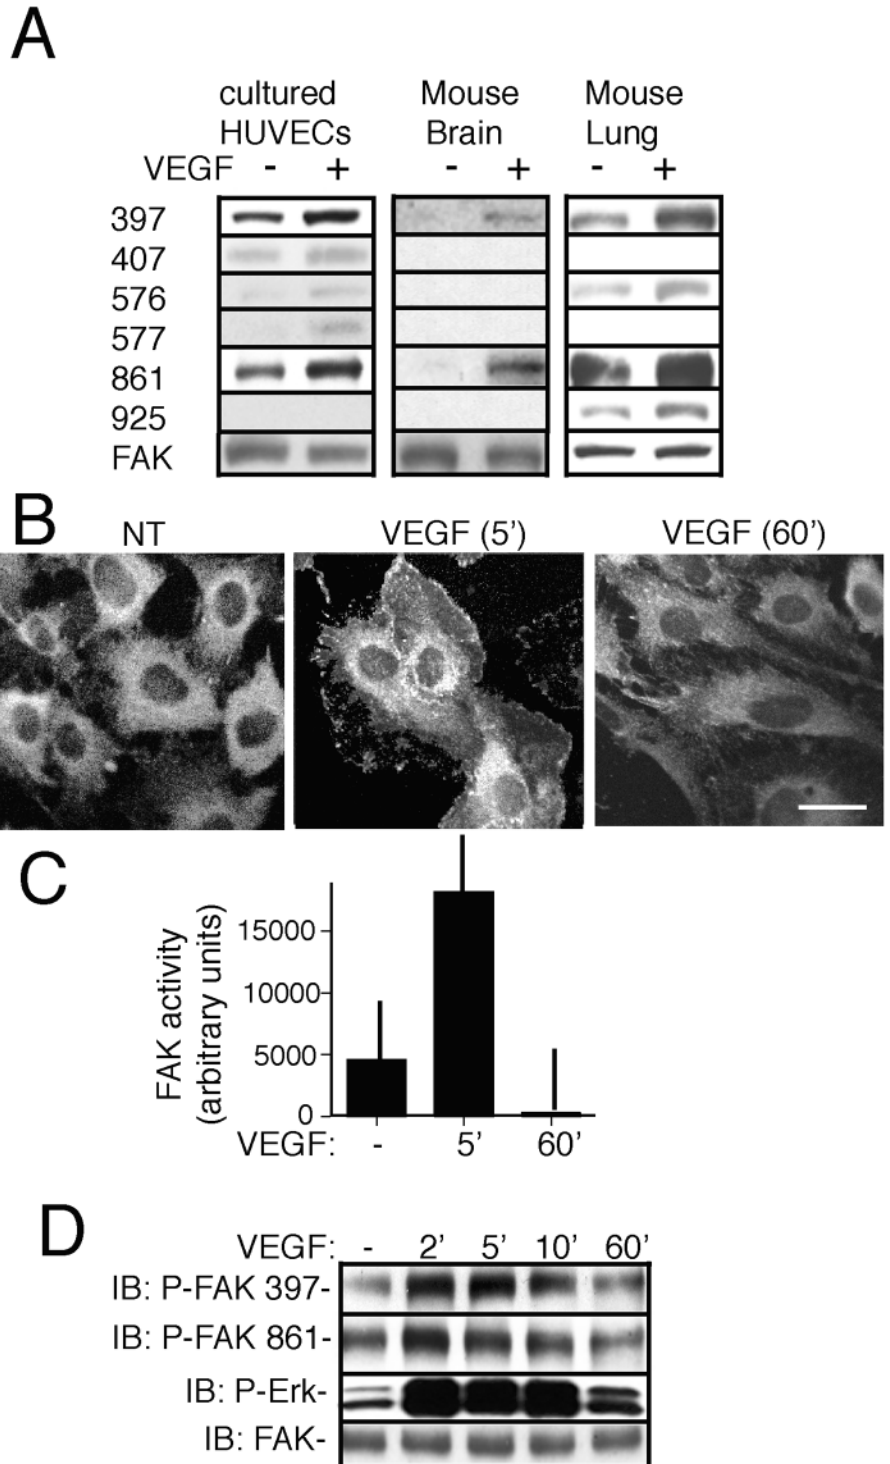 A
cultured HUVECs
Mouse Brain
Mouse Lung
VEGF - + - + - +
397
407
576
577
861
925
FAK
B
NT
VEGF (5’)
VEGF (60’)
C
FAK activity
(arbitrary units)
15000
10000
5000
0
VEGF: - 5’ 60’
D
VEGF: - 2’ 5’ 10’ 60’
IB: P-FAK 397-
IB: P-FAK 861-
IB: P-Erk-
IB: FAK-